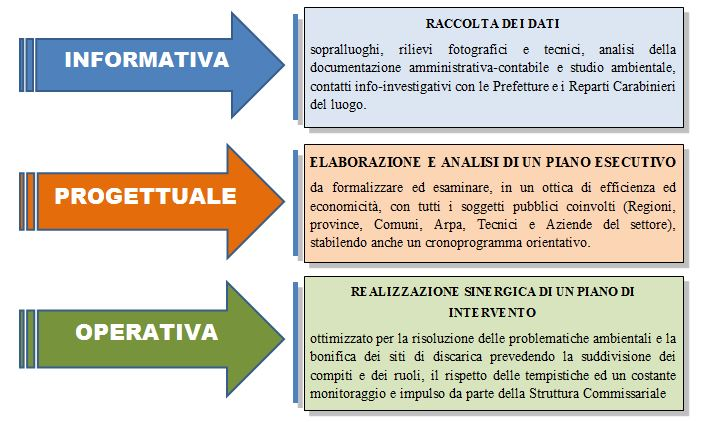 INFORMATIVA
RACCOLTA DEI DATI
sopralluoghi, rilievi fotografici e tecnici, analisi della
documentazione amministrativa-contabile e studio ambientale,
contatti info-investigativi con le Prefetture e i Reparti Carabinieri
del luogo.
PROGETTUALE
ELABORAZIONE E ANALISI DI UN PIANO ESECUTIVO
da formalizzare ed esaminare, in un ottica di efficienza ed
economicità, con tutti i soggetti pubblici coinvolti (Regioni,
province, Comuni, Arpa, Tecnici e Aziende del settore),
stabilendo anche un cronoprogramma orientativo.
OPERATIVA
REALIZZAZIONE SINERGICA DI UN PIANO DI
INTERVENTO
ottimizzato per la risoluzione delle problematiche ambientali e la
bonifica dei siti di discarica prevedendo la suddivisione dei
compiti e dei ruoli, il rispetto delle tempistiche ed un costante
monitoraggio e impulso da parte della Struttura Commissariale